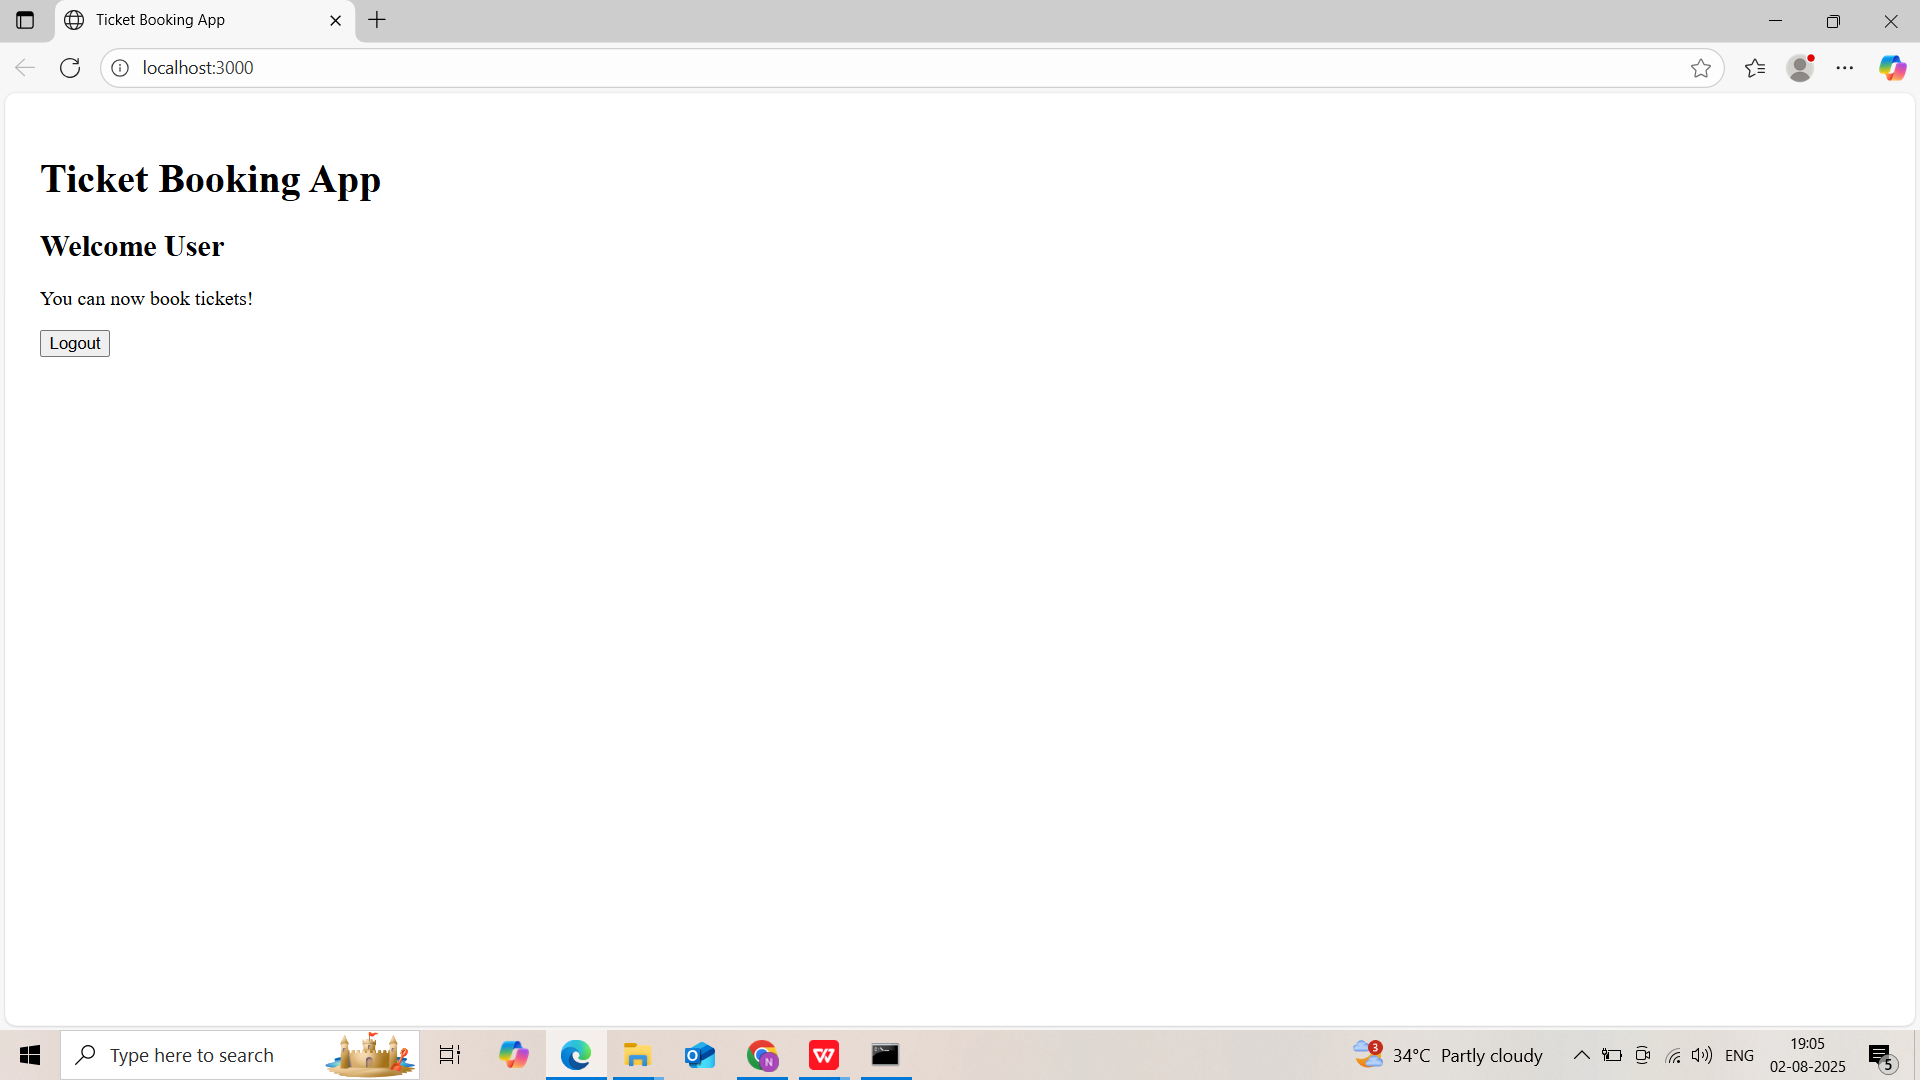 Ticket Booking App
localhost:3000
Ticket Booking App
Welcome User
You can now book tickets!
Logout
Type here to search
N
W
3
34°C Partly cloudy
ENG
19:05
02-08-2025
5